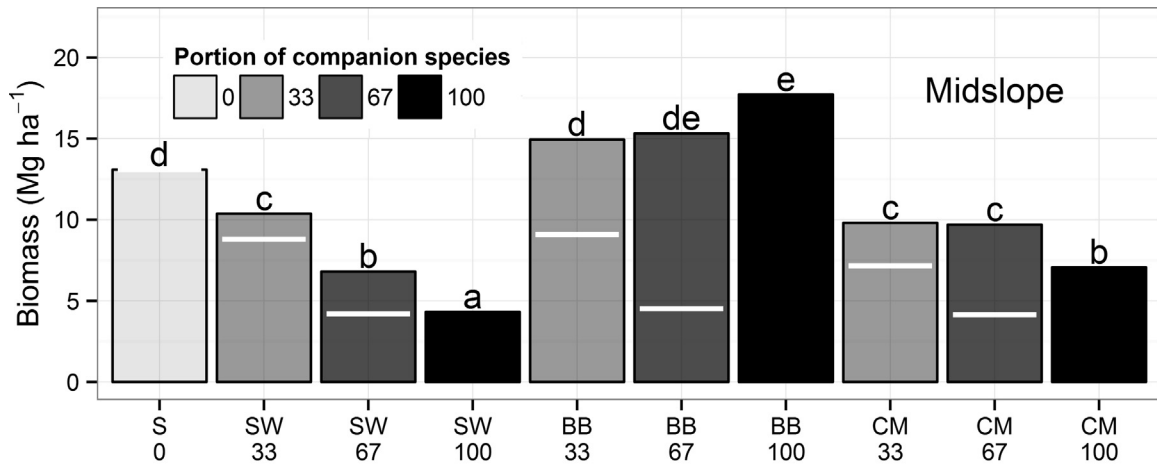 Portion of companion species
0 33 67 100
Midslope
Biomass (Mg ha⁻¹)
20
15
10
5
0
d c b a d de e c c b
S SW SW SW BB BB BB CM CM CM
0 33 67 100 33 67 100 33 67 100